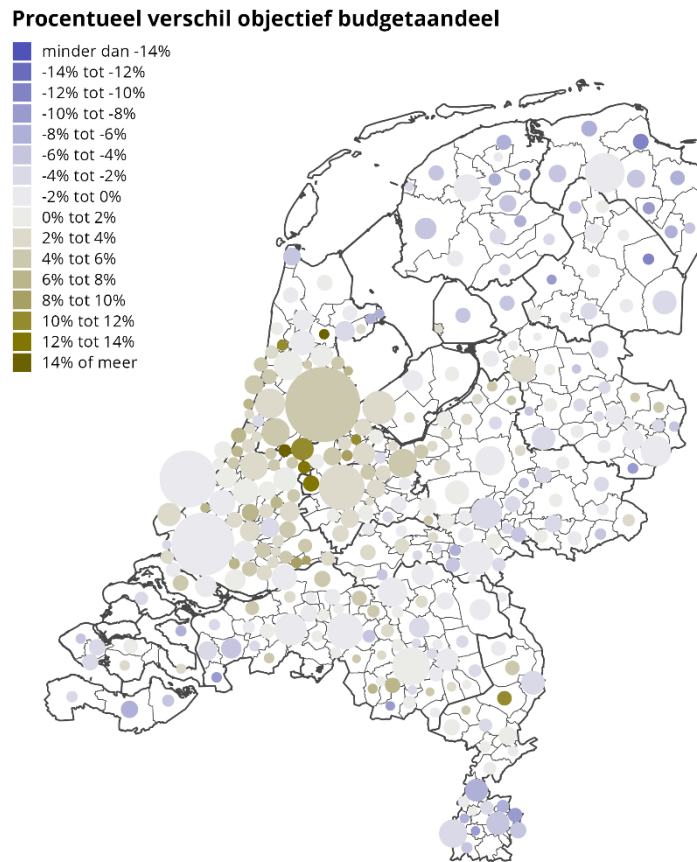 Procentueel verschil objectief budgetaandeel
minder dan -14%
-14% tot -12%
-12% tot -10%
-10% tot -8%
-8% tot -6%
-6% tot -4%
-4% tot -2%
-2% tot 0%
0% tot 2%
2% tot 4%
4% tot 6%
6% tot 8%
8% tot 10%
10% tot 12%
12% tot 14%
14% of meer